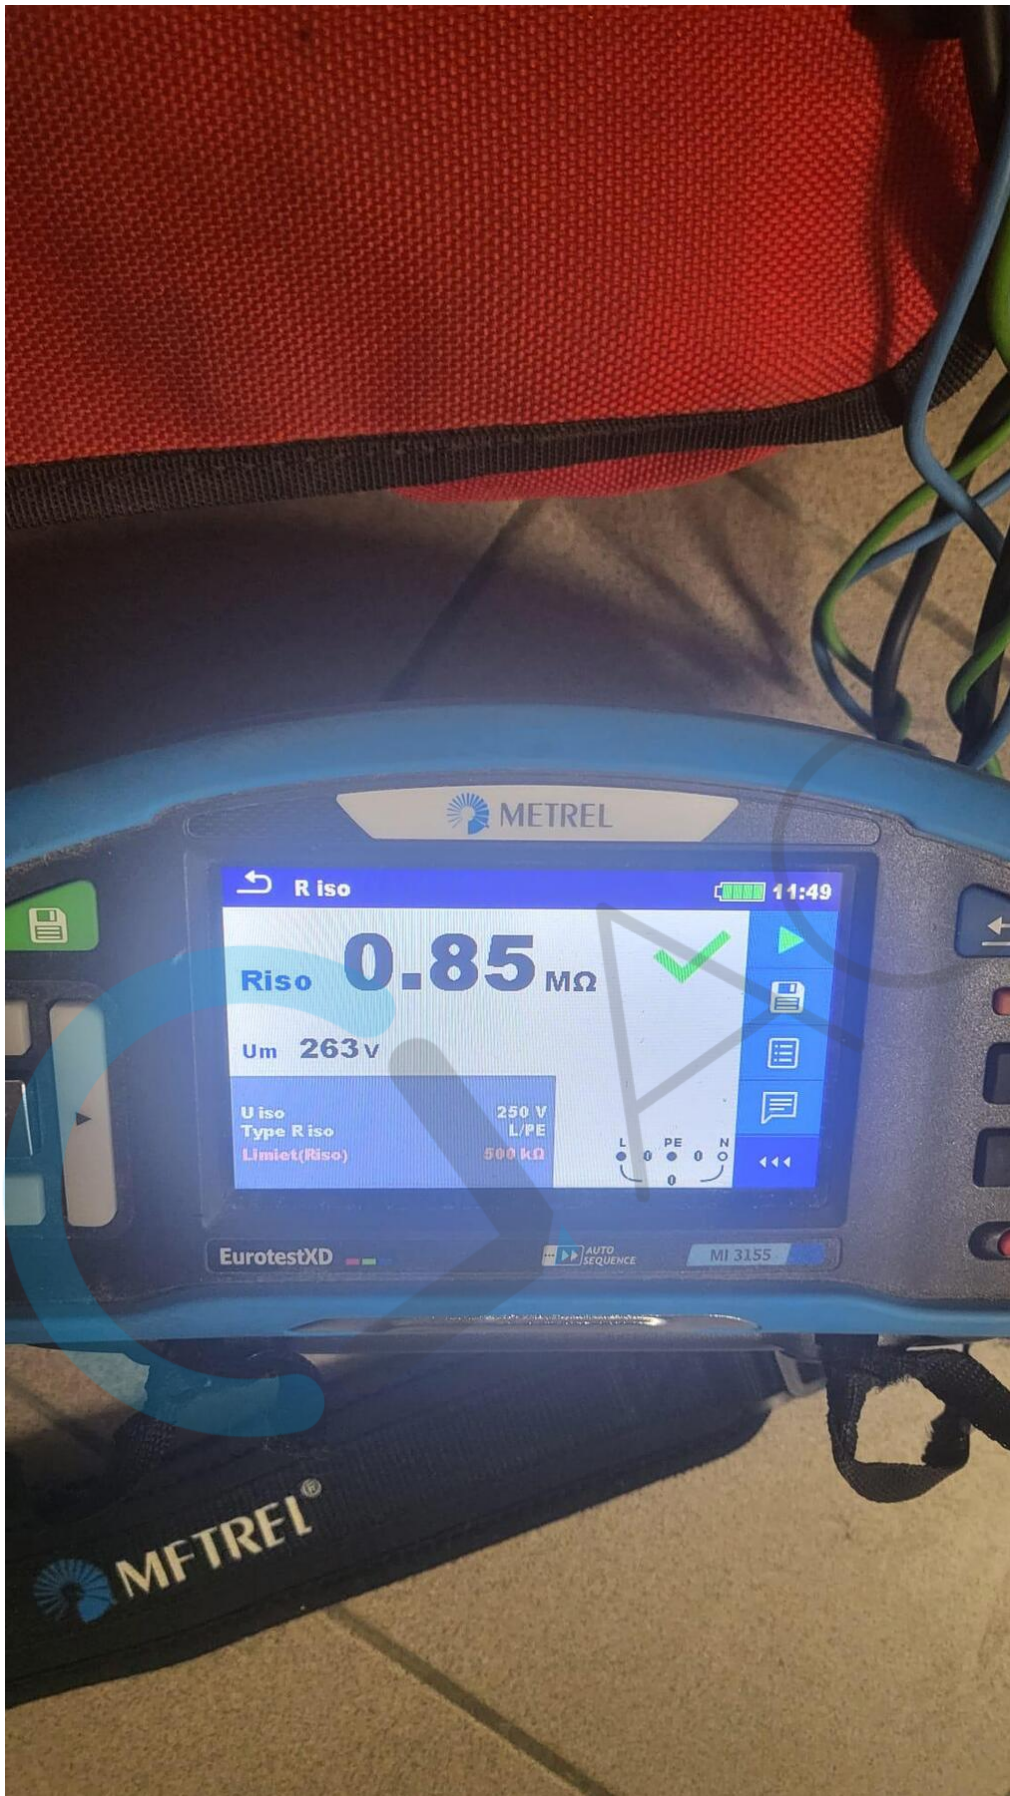 METREL
R iso 11:49
Riso 0.85 MΩ
Um 263 V
U iso 250 V
Type R iso L/PE
Limiet(Riso) 500 kΩ
L PE N
0 0
0
EurotestXD AUTO SEQUENCE MI 3155
METREL®